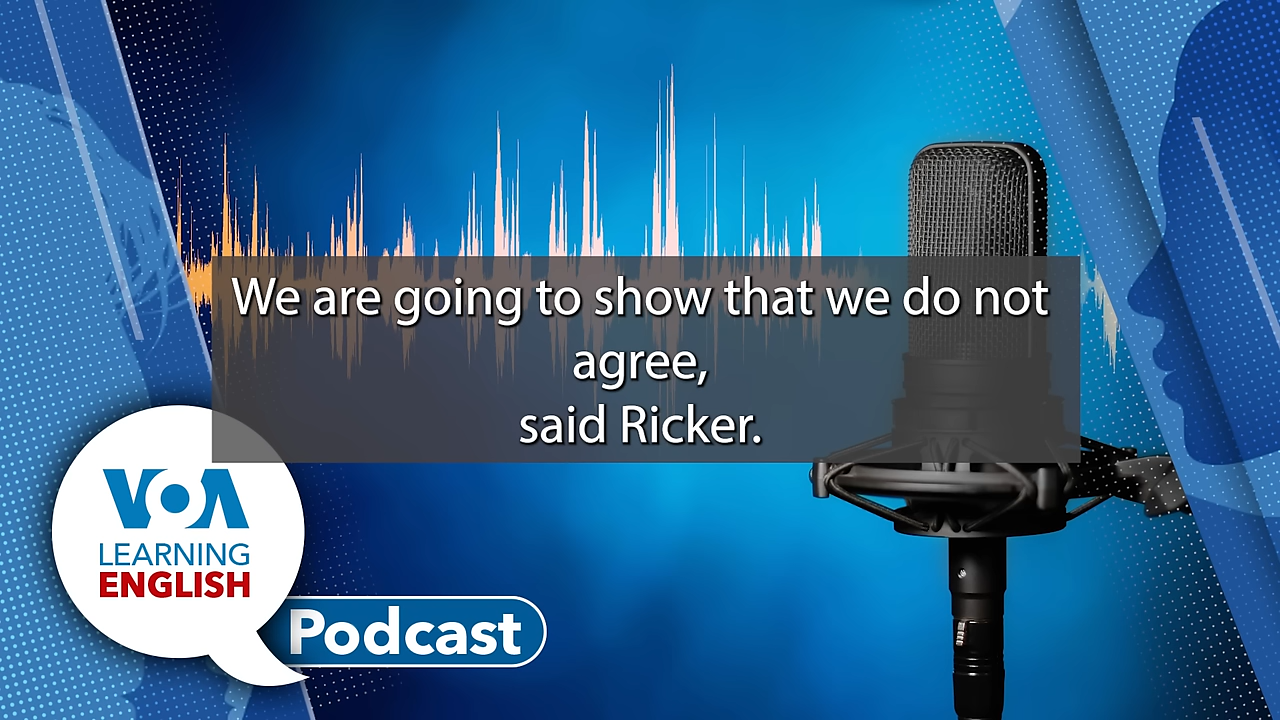 We are going to show that we do not
agree,
said Ricker.
VOA
LEARNING
ENGLISH
Podcast